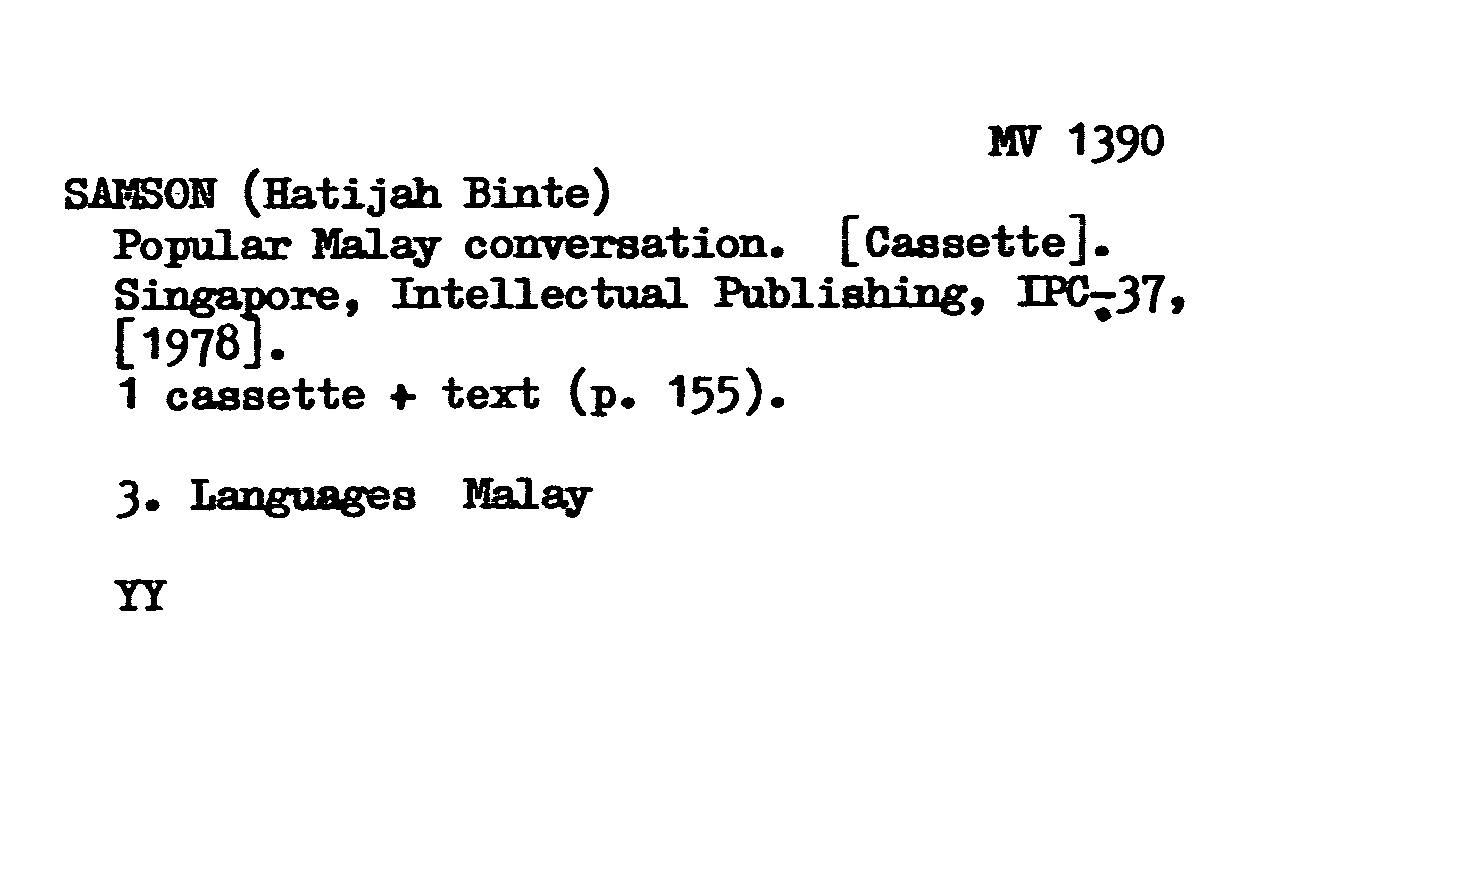 MV 1390
SAMSON (Hatijah Binte)
Popular Malay conversation. [Cassette].
Singapore, Intellectual Publishing, IPC-37,
[1978].
1 cassette + text (p. 155).
3. Languages Malay
YY